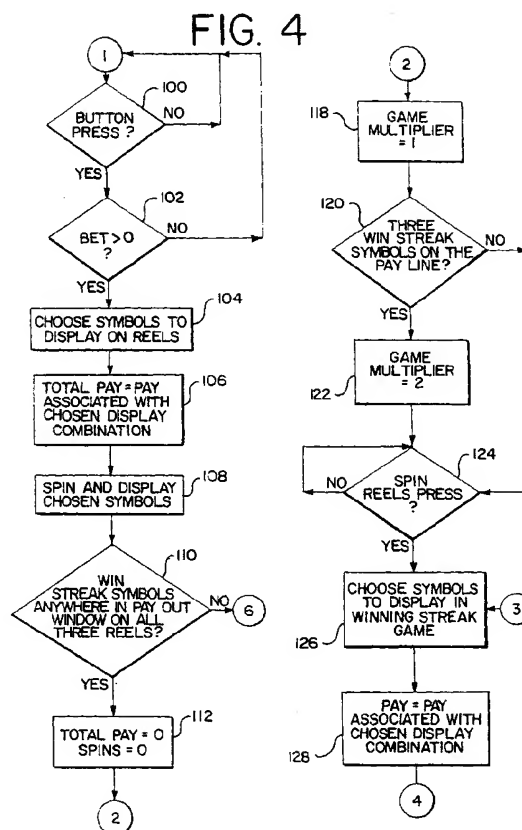 FIG. 4
1
100
BUTTON
PRESS ?
NO
YES
102
BET>0
?
NO
YES
104
CHOOSE SYMBOLS TO
DISPLAY ON REELS
106
TOTAL PAY = PAY
ASSOCIATED WITH
CHOSEN DISPLAY
COMBINATION
108
SPIN AND DISPLAY
CHOSEN SYMBOLS
110
WIN
STREAK SYMBOLS
ANYWHERE IN PAY OUT
WINDOW ON ALL
THREE REELS?
NO
6
YES
112
TOTAL PAY = 0
SPINS = 0
2
2
118
GAME
MULTIPLIER
= 1
120
THREE
WIN STREAK
SYMBOLS ON THE
PAY LINE?
NO
YES
GAME
MULTIPLIER
= 2
122
124
NO
SPIN
REELS PRESS
?
YES
CHOOSE SYMBOLS
TO DISPLAY IN
WINNING STREAK
GAME
3
126
PAY = PAY
ASSOCIATED WITH
CHOSEN DISPLAY
COMBINATION
128
4